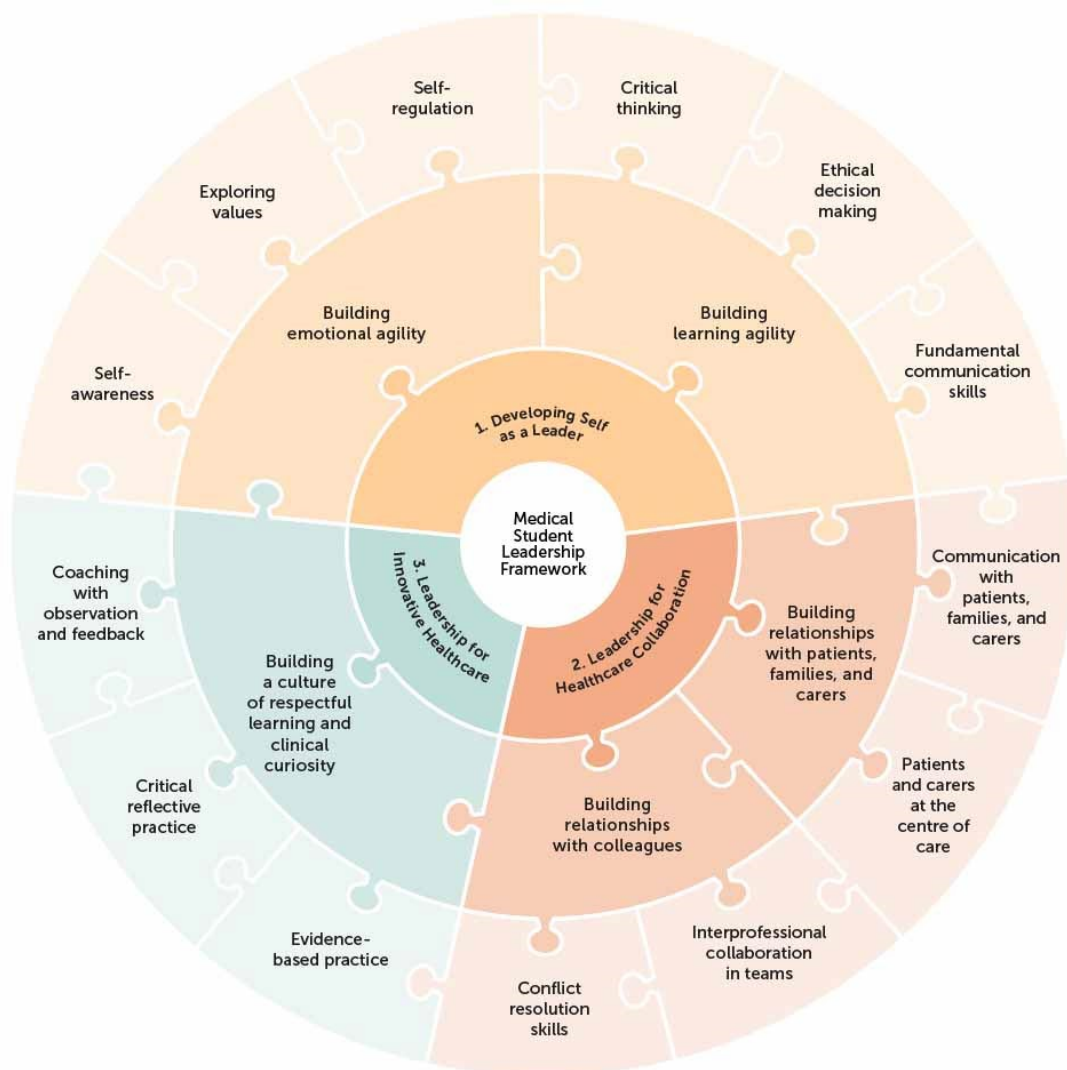 Self-
regulation
Critical
thinking
Exploring
values
Ethical
decision
making
Building
emotional agility
Building
learning agility
Self-
awareness
Fundamental
communication
skills
1. Developing Self
as a Leader
Medical
Student
Leadership
Framework
Coaching
with
observation
and feedback
3. Leadership for
Innovative Healthcare
2. Leadership for
Healthcare Collaboration
Building
relationships
with patients,
families, and
carers
Communication
with
patients,
families, and
carers
Building
a culture
of respectful
learning and
clinical
curiosity
Critical
reflective
practice
Building
relationships
with colleagues
Patients
and carers
at the
centre of
care
Evidence-
based practice
Conflict
resolution
skills
Interprofessional
collaboration
in teams